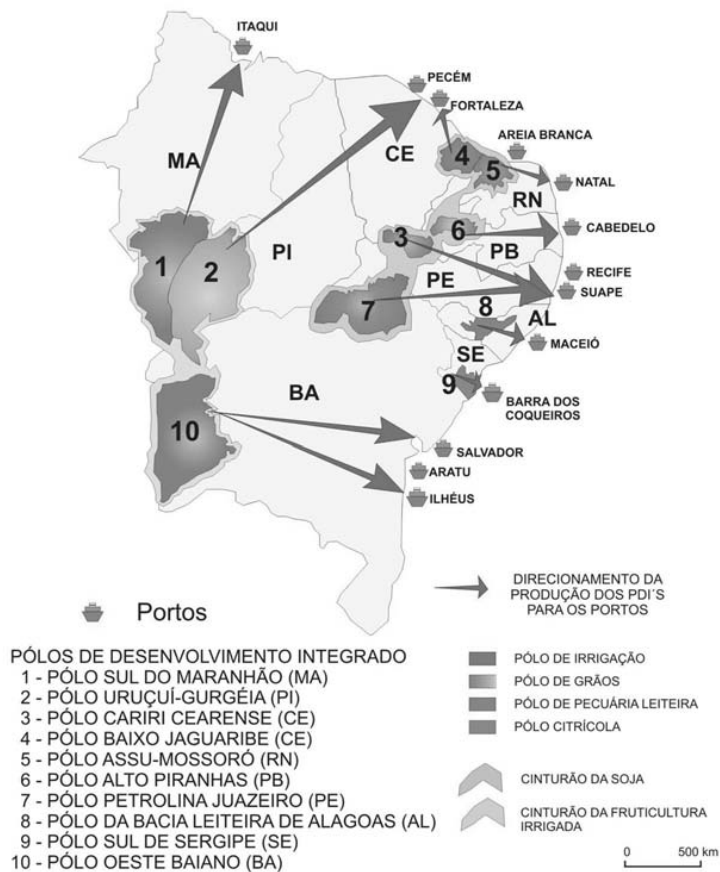 ITAQUI
PECÉM
FORTALEZA
AREIA BRANCA
MA
CE
4
5
NATAL
RN
1
2
PI
3
6
CABEDELO
PB
RECIFE
7
PE
SUAPE
8
AL
MACEIÓ
SE
BA
9
BARRA DOS
COQUEIROS
10
SALVADOR
ARATU
ILHÉUS
Portos
DIRECIONAMENTO DA
PRODUÇÃO DOS PDI´S
PARA OS PORTOS
PÓLOS DE DESENVOLVIMENTO INTEGRADO
1 - PÓLO SUL DO MARANHÃO (MA)
2 - PÓLO URUÇUÍ-GURGÉIA (PI)
3 - PÓLO CARIRI CEARENSE (CE)
4 - PÓLO BAIXO JAGUARIBE (CE)
5 - PÓLO ASSU-MOSSORÓ (RN)
6 - PÓLO ALTO PIRANHAS (PB)
7 - PÓLO PETROLINA JUAZEIRO (PE)
8 - PÓLO DA BACIA LEITEIRA DE ALAGOAS (AL)
9 - PÓLO SUL DE SERGIPE (SE)
10 - PÓLO OESTE BAIANO (BA)
PÓLO DE IRRIGAÇÃO
PÓLO DE GRÃOS
PÓLO DE PECUÁRIA LEITEIRA
PÓLO CITRÍCOLA
CINTURÃO DA SOJA
CINTURÃO DA FRUTICULTURA
IRRIGADA
0 500 km